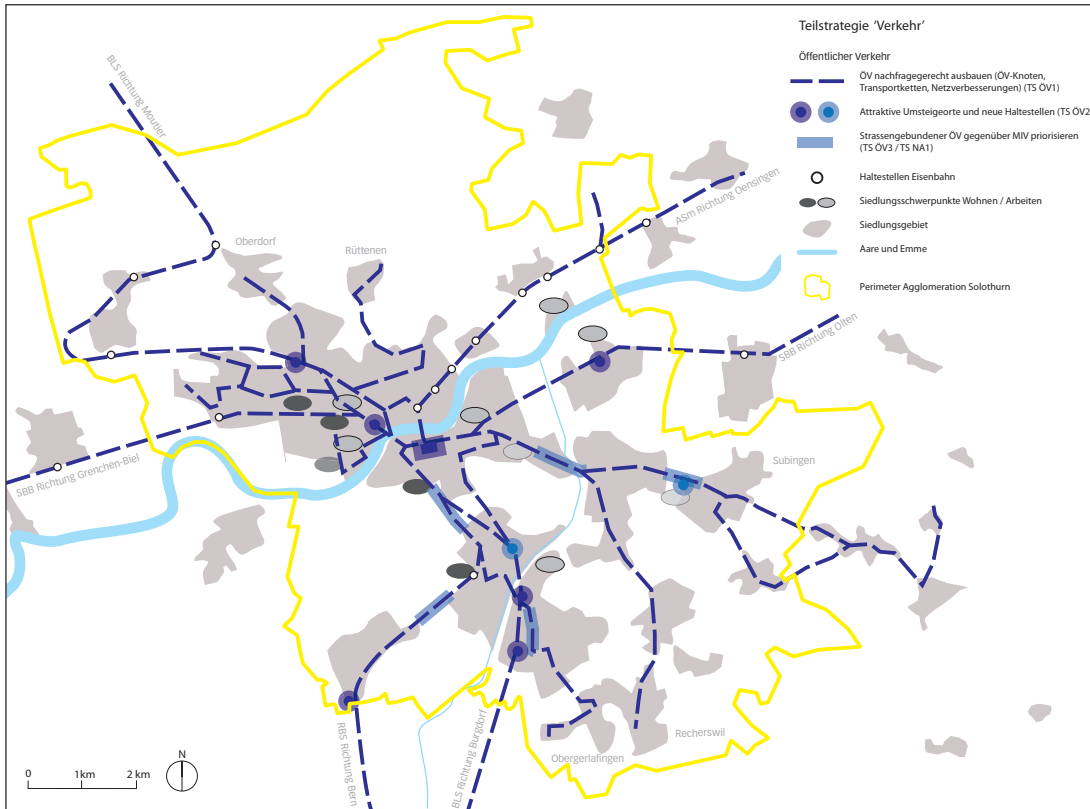 Teilstrategie ‘Verkehr’
Öffentlicher Verkehr
ÖV nachfragegerecht ausbauen (ÖV-Knoten,
Transportketten, Netzverbesserungen) (TS ÖV1)
Attraktive Umsteigeorte und neue Haltestellen (TS ÖV2
Strassengebundener ÖV gegenüber MIV priorisieren
(TS ÖV3 / TS NA1)
Haltestellen Eisenbahn
Siedlungsschwerpunkte Wohnen / Arbeiten
Siedlungsgebiet
Aare und Emme
Perimeter Agglomeration Solothurn
BLS Richtung Moutier
ASm Richtung Oensingen
Oberdorf
Rüttenen
SBB Richtung Olten
SBB Richtung Grenchen-Biel
Subingen
RBS Richtung Bern
BLS Richtung Burgdorf
Recherswil
Obergerlafingen
N
0 1km 2 km